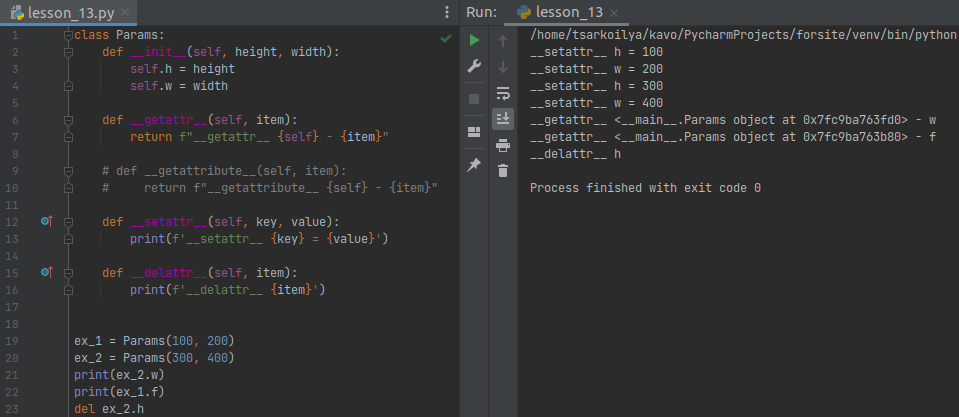 lesson_13.py
1 class Params:
2     def __init__(self, height, width):
3         self.h = height
4         self.w = width
5
6     def __getattr__(self, item):
7         return f"__getattr__ {self} - {item}"
8
9     # def __getattribute__(self, item):
10     #     return f"__getattribute__ {self} - {item}"
11
12     def __setattr__(self, key, value):
13         print(f'__setattr__ {key} = {value}')
14
15     def __delattr__(self, item):
16         print(f'__delattr__ {item}')
17
18
19 ex_1 = Params(100, 200)
20 ex_2 = Params(300, 400)
21 print(ex_2.w)
22 print(ex_1.f)
23 del ex_2.h
Run: lesson_13
/home/tsarkoilya/kavo/PycharmProjects/forsite/venv/bin/python
__setattr__ h = 100
__setattr__ w = 200
__setattr__ h = 300
__setattr__ w = 400
__getattr__ <__main__.Params object at 0x7fc9ba763fd0> - w
__getattr__ <__main__.Params object at 0x7fc9ba763b80> - f
__delattr__ h

Process finished with exit code 0